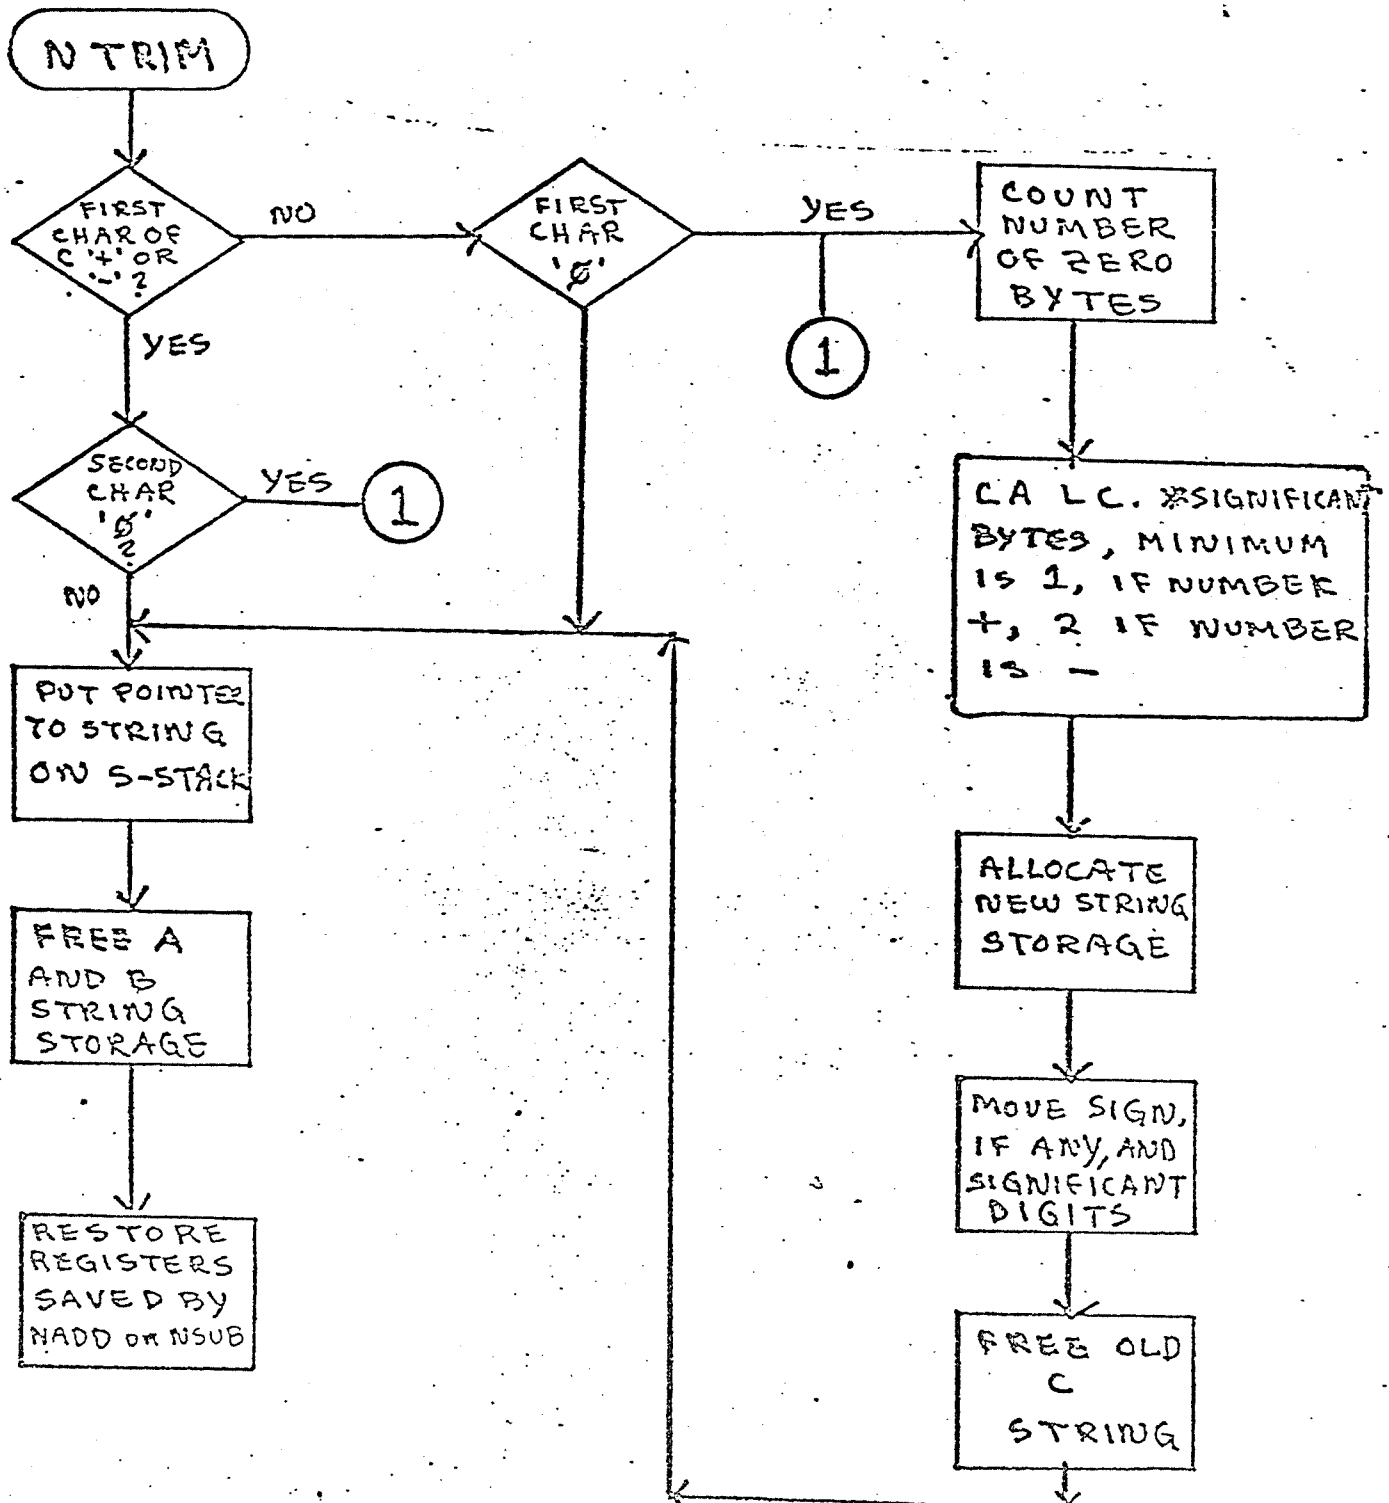 N TRIM
FIRST
CHAR OF
C '+' OR
'-' ?
NO
YES
FIRST
CHAR
'Ø'
YES
1
COUNT
NUMBER
OF ZERO
BYTES
SECOND
CHAR
'Ø'
?
YES
1
NO
CALC. #SIGNIFICANT
BYTES, MINIMUM
IS 1, IF NUMBER
+, 2 IF NUMBER
IS -
PUT POINTER
TO STRING
ON S-STACK
ALLOCATE
NEW STRING
STORAGE
FREE A
AND B
STRING
STORAGE
MOVE SIGN,
IF ANY, AND
SIGNIFICANT
DIGITS
RESTORE
REGISTERS
SAVED BY
NADD OR NSUB
FREE OLD
C
STRING